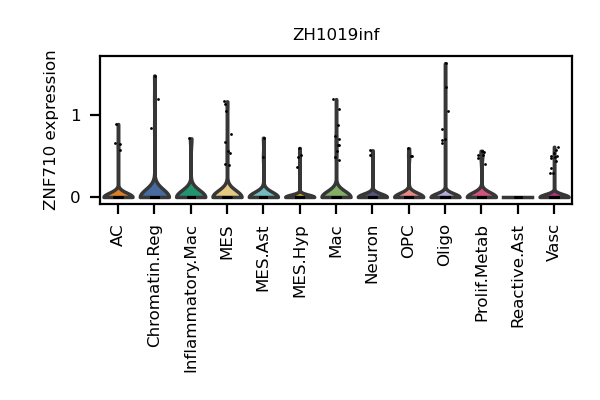 ZH1019inf
ZNF710 expression
1
0
AC
Chromatin.Reg
Inflammatory.Mac
MES
MES.Ast
MES.Hyp
Mac
Neuron
OPC
Oligo
Prolif.Metab
Reactive.Ast
Vasc